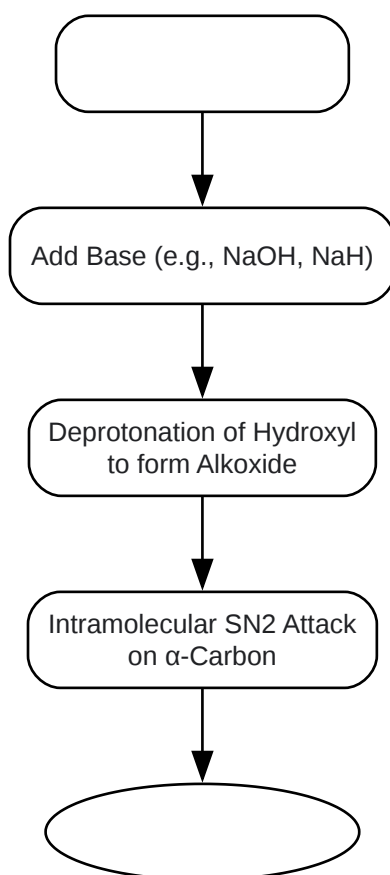 Add Base (e.g., NaOH, NaH)
Deprotonation of Hydroxyl
to form Alkoxide
Intramolecular SN2 Attack
on α-Carbon